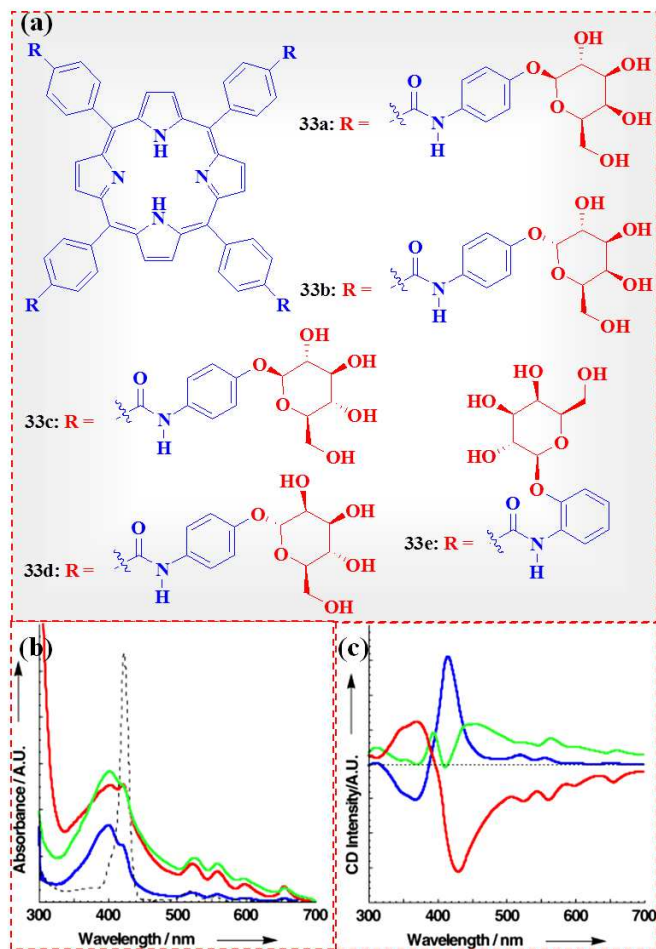 (a)
R
R
R
R
N
H
N
N
H
N
33a: R =
O
N
H
O
O
OH
OH
OH
OH
33b: R =
O
N
H
O
O
OH
OH
OH
OH
33c: R =
O
N
H
O
O
OH
OH
OH
OH
33d: R =
O
N
H
O
O
HO
OH
OH
OH
33e: R =
HO
OH
HO
HO
O
O
O
N
H
(b)
Absorbance / A.U.
300 400 500 600 700
Wavelength / nm
(c)
CD Intensity/A.U.
300 400 500 600 700
Wavelength / nm